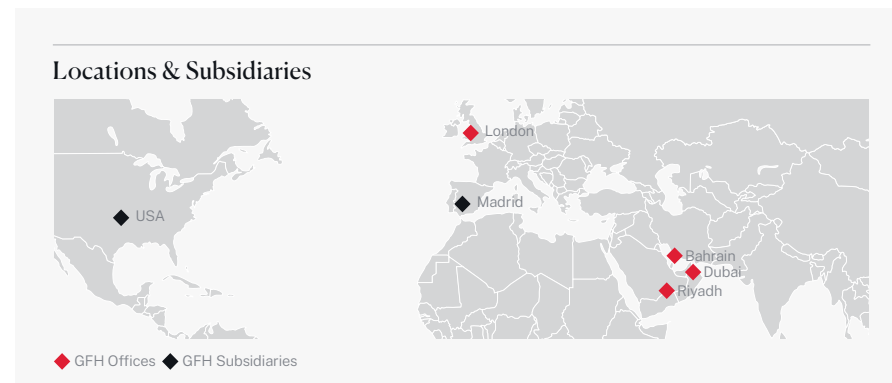 Locations & Subsidiaries
London
Madrid
USA
Bahrain
Dubai
Riyadh
GFH Offices GFH Subsidiaries